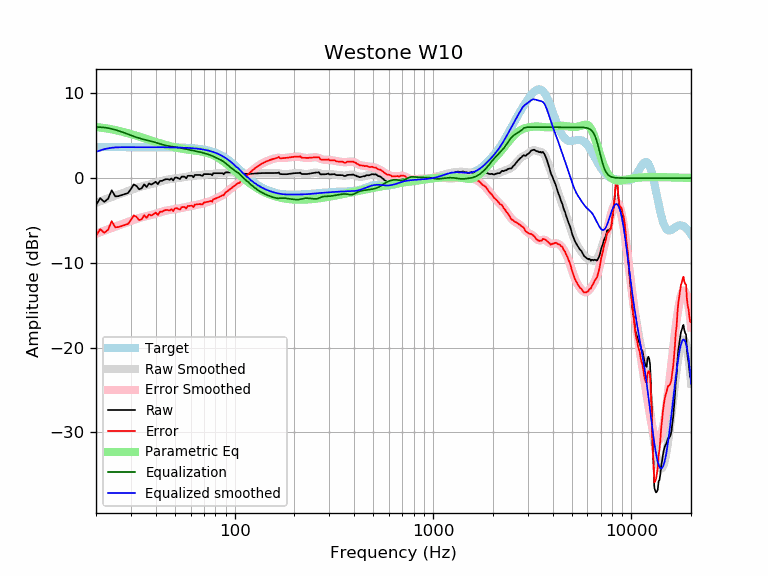 Westone W10
10
0
−10
−20
−30
Amplitude (dBr)
Target
Raw Smoothed
Error Smoothed
Raw
Error
Parametric Eq
Equalization
Equalized smoothed
100 1000 10000
Frequency (Hz)